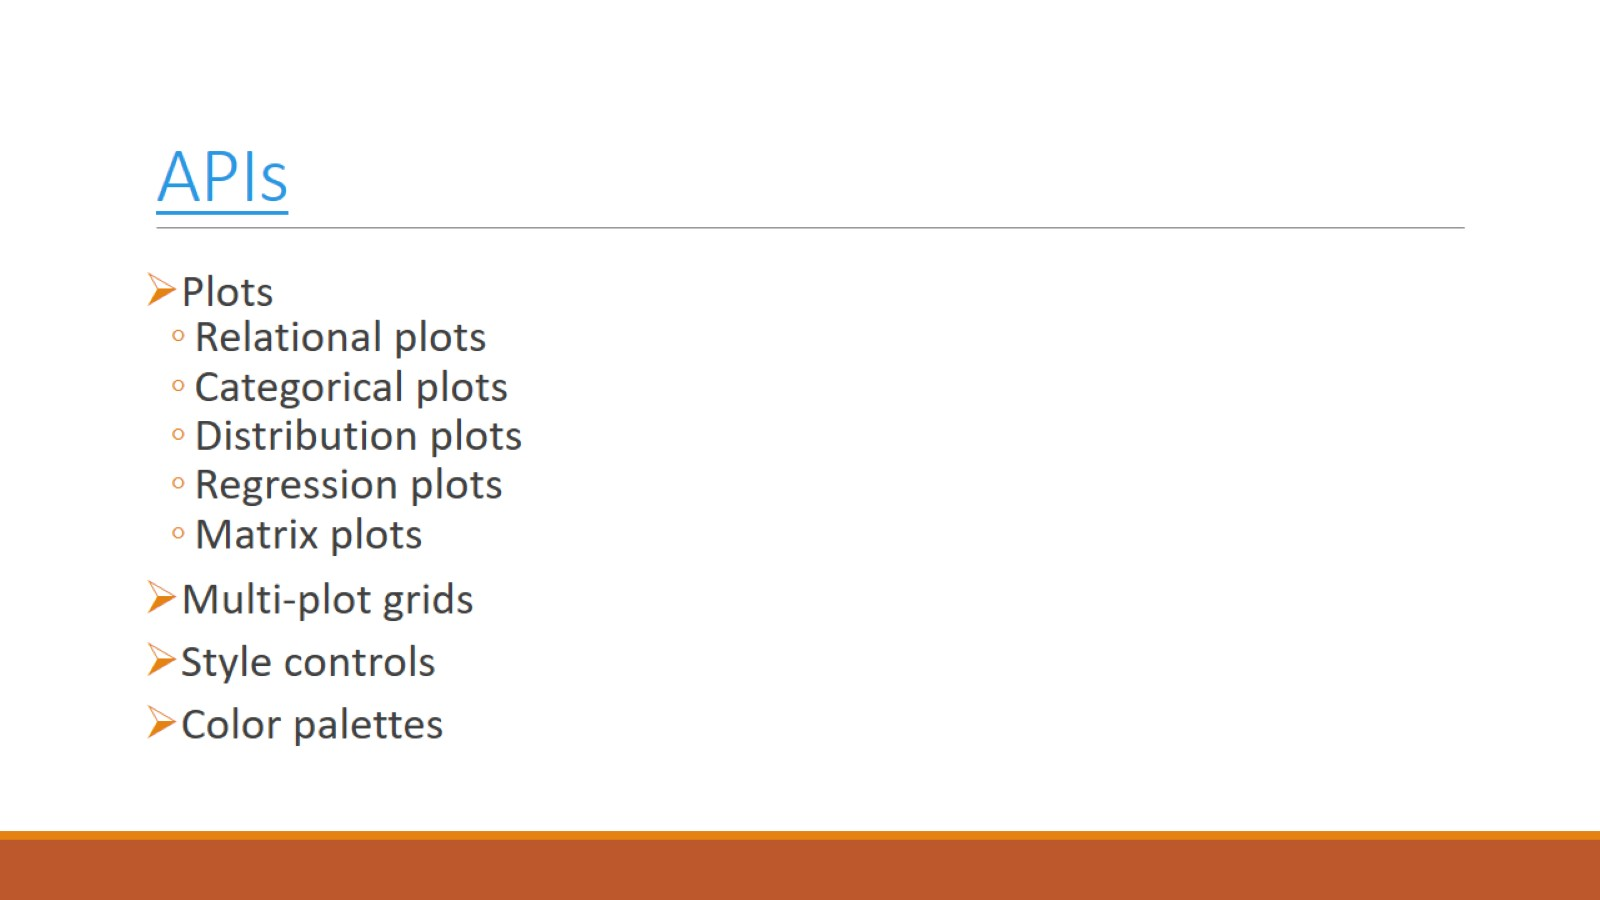 APIs
Plots
Relational plots
Categorical plots
Distribution plots
Regression plots
Matrix plots
Multi-plot grids
Style controls
Color palettes